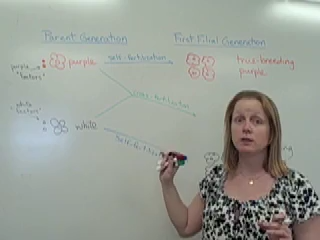 Parent Generation
First Filial Generation
purple
self-fertilization
true-breeding
purple
purple
"factors"
cross-fertilization
white
"factors"
white
self-fertilization